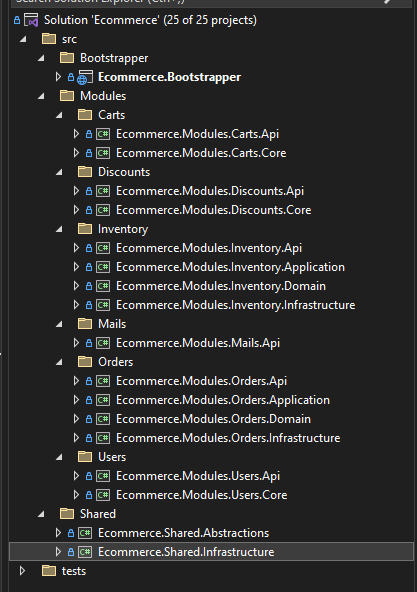 Solution 'Ecommerce' (25 of 25 projects)
src
Bootstrapper
Ecommerce.Bootstrapper
Modules
Carts
Ecommerce.Modules.Carts.Api
Ecommerce.Modules.Carts.Core
Discounts
Ecommerce.Modules.Discounts.Api
Ecommerce.Modules.Discounts.Core
Inventory
Ecommerce.Modules.Inventory.Api
Ecommerce.Modules.Inventory.Application
Ecommerce.Modules.Inventory.Domain
Ecommerce.Modules.Inventory.Infrastructure
Mails
Ecommerce.Modules.Mails.Api
Orders
Ecommerce.Modules.Orders.Api
Ecommerce.Modules.Orders.Application
Ecommerce.Modules.Orders.Domain
Ecommerce.Modules.Orders.Infrastructure
Users
Ecommerce.Modules.Users.Api
Ecommerce.Modules.Users.Core
Shared
Ecommerce.Shared.Abstractions
Ecommerce.Shared.Infrastructure
tests